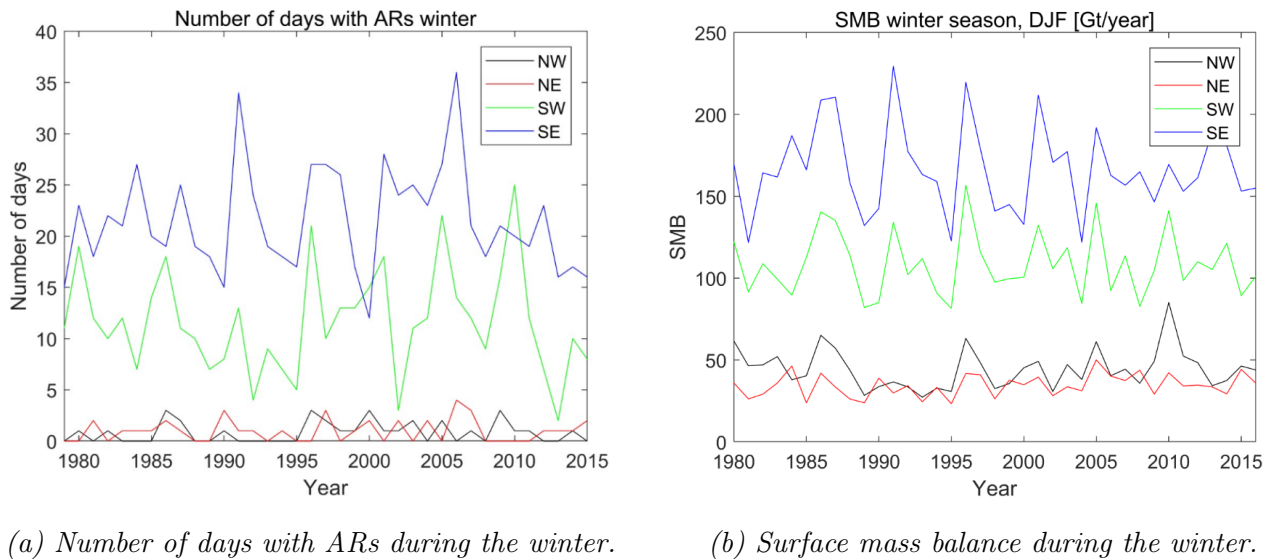 Number of days with ARs winter
40
35
30
25
20
15
10
5
0
Number of days
NW
NE
SW
SE
1980 1985 1990 1995 2000 2005 2010 2015
Year
(a) Number of days with ARs during the winter.
SMB winter season, DJF [Gt/year]
250
200
150
100
50
0
SMB
NW
NE
SW
SE
1980 1985 1990 1995 2000 2005 2010 2015
Year
(b) Surface mass balance during the winter.